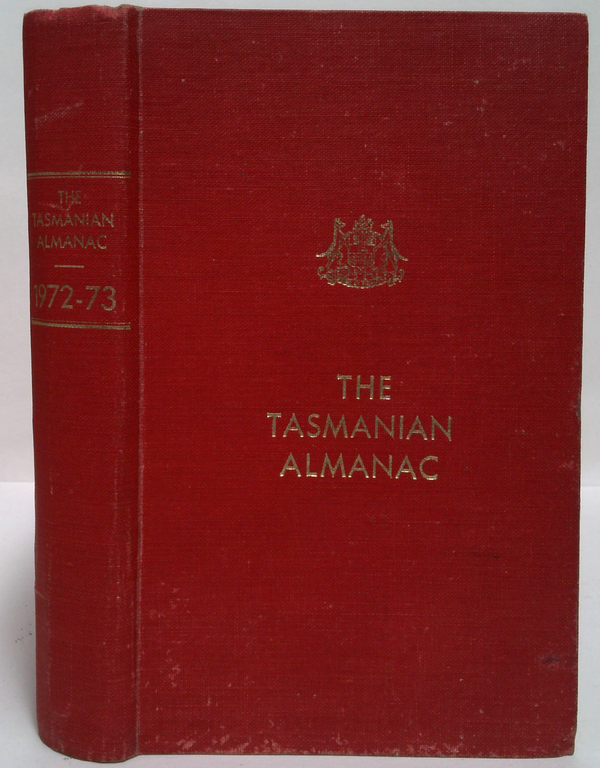 THE
TASMANIAN
ALMANAC
1972-73
THE
TASMANIAN
ALMANAC